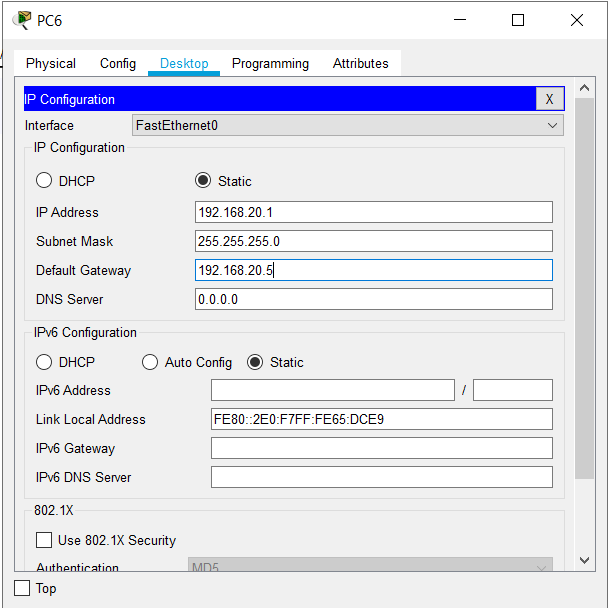 PC6
Physical Config Desktop Programming Attributes
IP Configuration X
Interface FastEthernet0
IP Configuration
DHCP Static
IP Address 192.168.20.1
Subnet Mask 255.255.255.0
Default Gateway 192.168.20.5
DNS Server 0.0.0.0
IPv6 Configuration
DHCP Auto Config Static
IPv6 Address /
Link Local Address FE80::2E0:F7FF:FE65:DCE9
IPv6 Gateway
IPv6 DNS Server
802.1X
Use 802.1X Security
Authentication MD5
Top